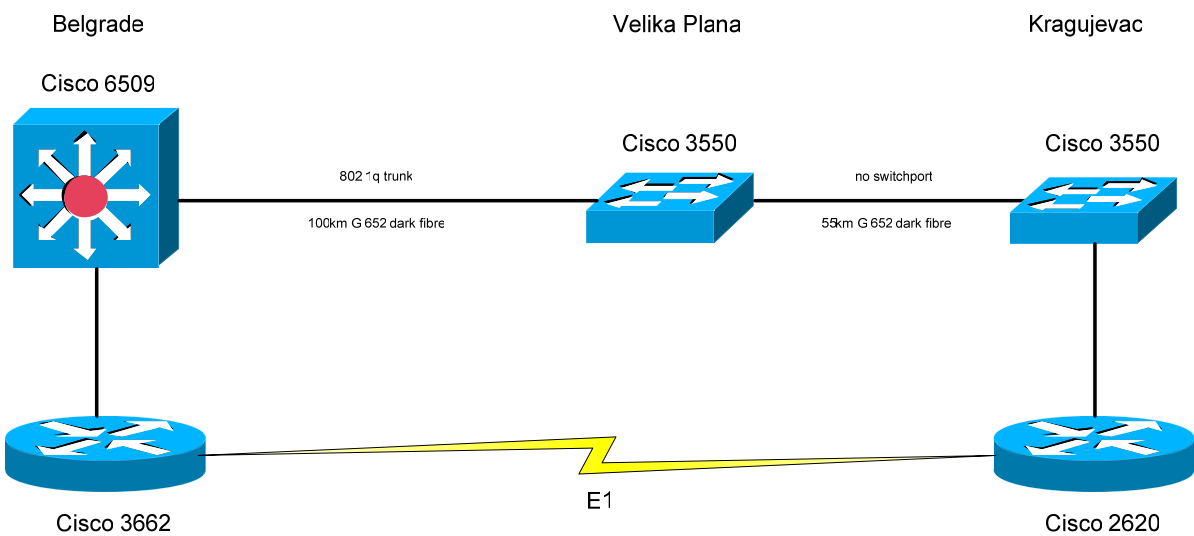 Belgrade
Velika Plana
Kragujevac
Cisco 6509
Cisco 3550
Cisco 3550
802 1q trunk
no switchport
100km G 652 dark fibre
55km G 652 dark fibre
E1
Cisco 3662
Cisco 2620